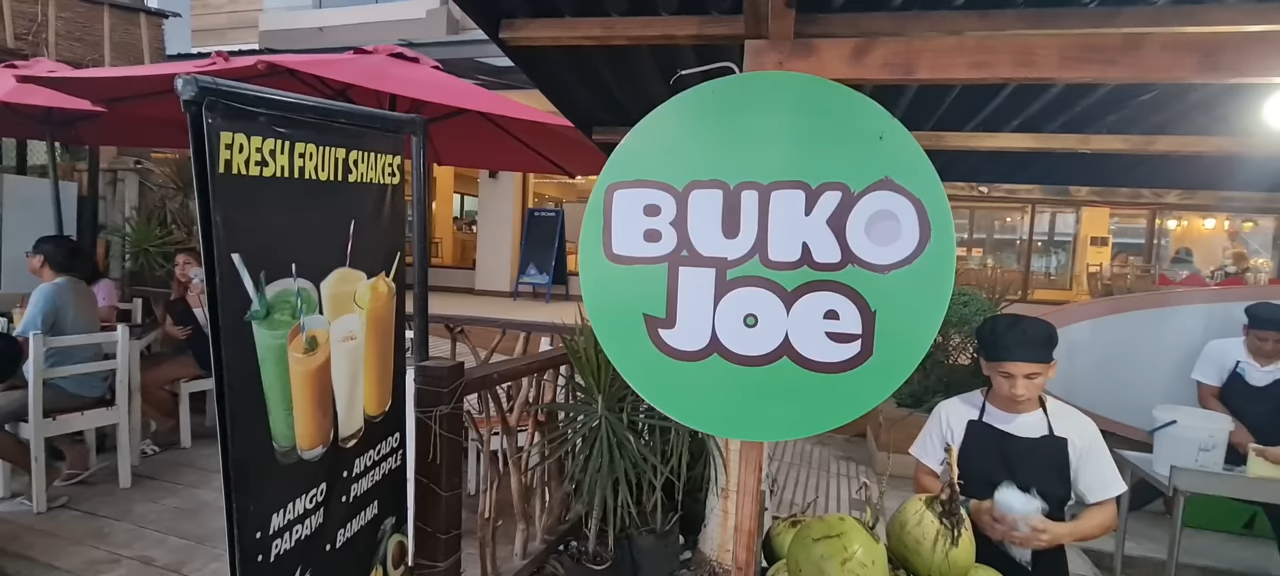 FRESH FRUIT SHAKES
• MANGO
• PAPAYA
• AVOCADO
• PINEAPPLE
• BANANA
BUKO
Joe